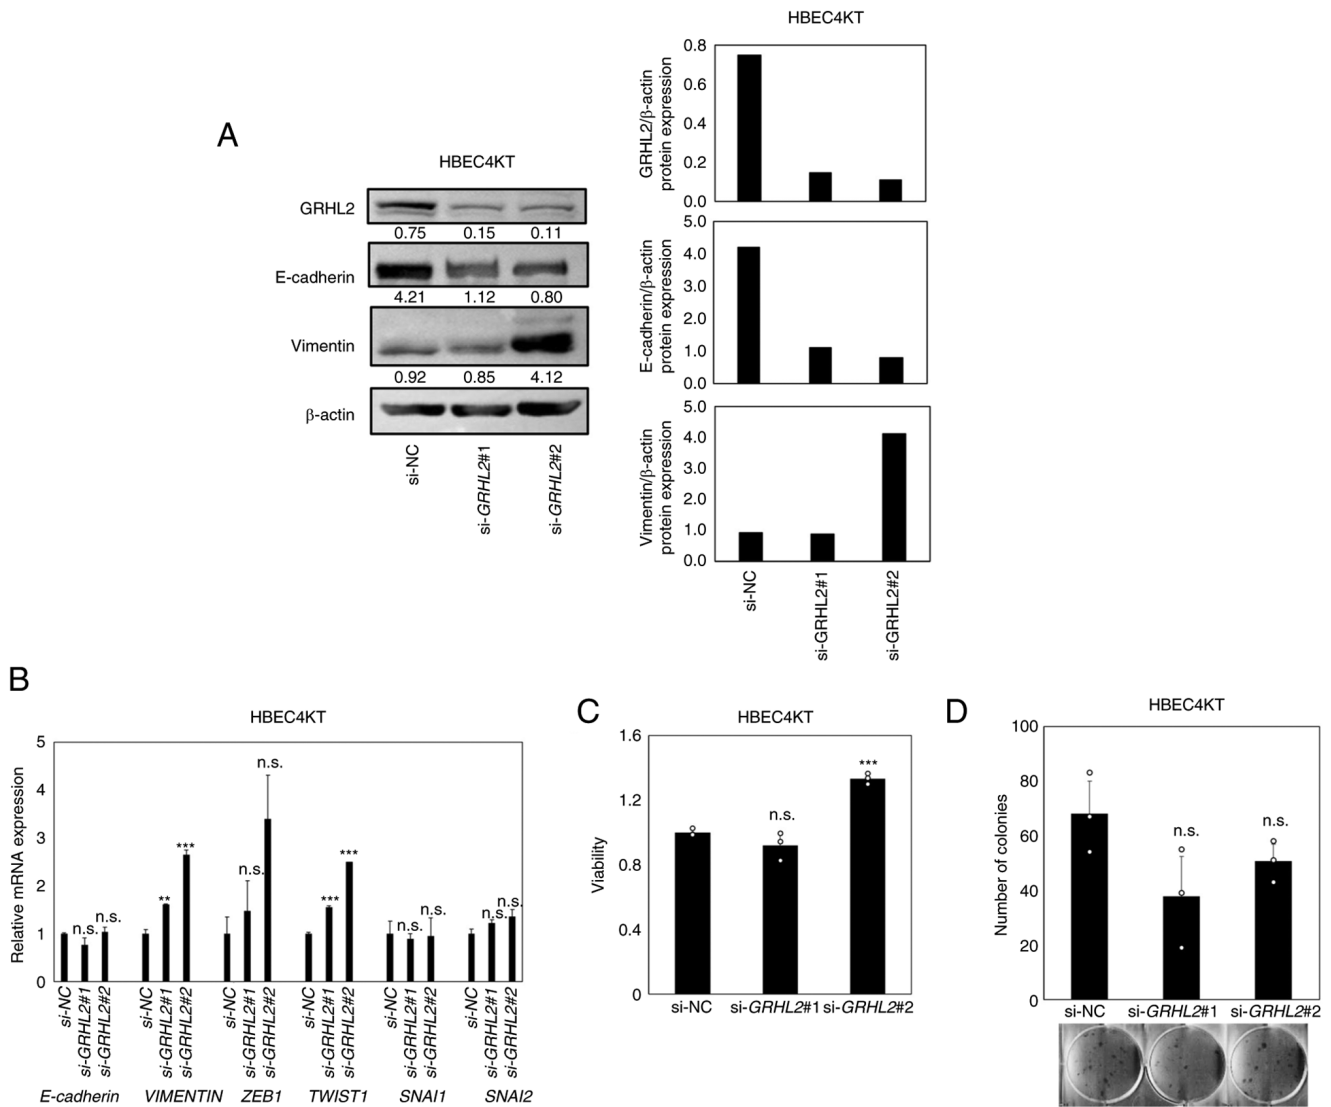 A
HBEC4KT
GRHL2
0.75 0.15 0.11
E-cadherin
4.21 1.12 0.80
Vimentin
0.92 0.85 4.12
β-actin
si-NC
si-GRHL2#1
si-GRHL2#2
HBEC4KT
GRHL2/β-actin
protein expression
0.8
0.6
0.4
0.2
0.0
E-cadherin/β-actin
protein expression
5.0
4.0
3.0
2.0
1.0
0.0
Vimentin/β-actin
protein expression
5.0
4.0
3.0
2.0
1.0
0.0
si-NC
si-GRHL2#1
si-GRHL2#2
B
HBEC4KT
Relative mRNA expression
5
4
3
2
1
0
n.s. n.s.
** ***
n.s. n.s.
*** ***
n.s. n.s.
n.s. n.s.
si-NC
si-GRHL2#1
si-GRHL2#2
si-NC
si-GRHL2#1
si-GRHL2#2
si-NC
si-GRHL2#1
si-GRHL2#2
si-NC
si-GRHL2#1
si-GRHL2#2
si-NC
si-GRHL2#1
si-GRHL2#2
si-NC
si-GRHL2#1
si-GRHL2#2
E-cadherin VIMENTIN ZEB1 TWIST1 SNAI1 SNAI2
C
HBEC4KT
Viability
1.6
1.2
0.8
0.4
0
n.s.
***
si-NC si-GRHL2#1 si-GRHL2#2
D
HBEC4KT
Number of colonies
100
80
60
40
20
0
n.s.
n.s.
si-NC si-GRHL2#1 si-GRHL2#2